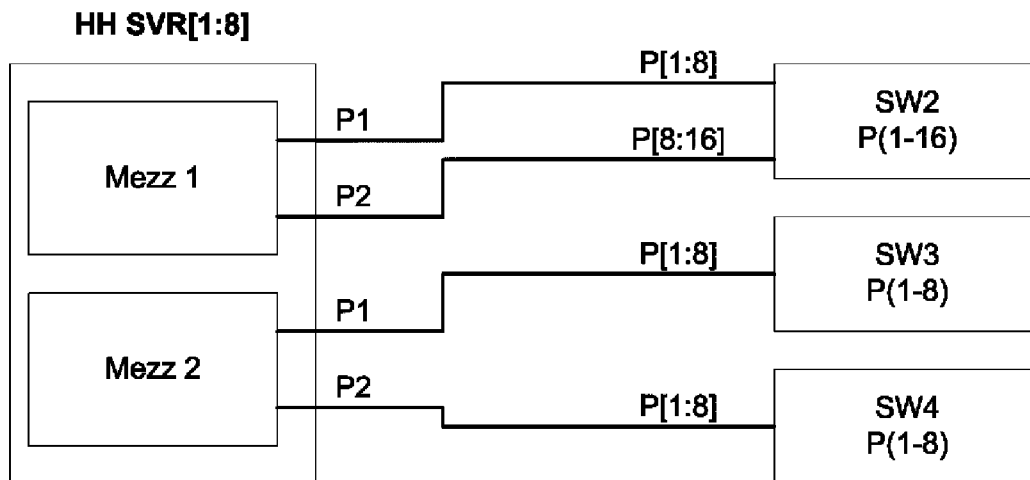 HH SVR[1:8]
P[1:8]
SW2
P(1-16)
P1
P[8:16]
Mezz 1
P2
SW3
P(1-8)
P[1:8]
P1
Mezz 2
P2
P[1:8]
SW4
P(1-8)